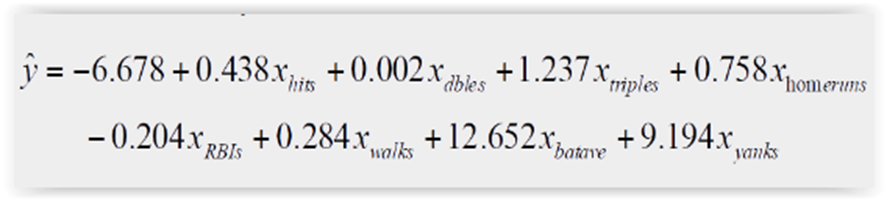 ŷ = −6.678 + 0.438x_hits + 0.002x_dbles + 1.237x_triples + 0.758x_homeruns
− 0.204x_RBIs + 0.284x_walks + 12.652x_batave + 9.194x_yanks